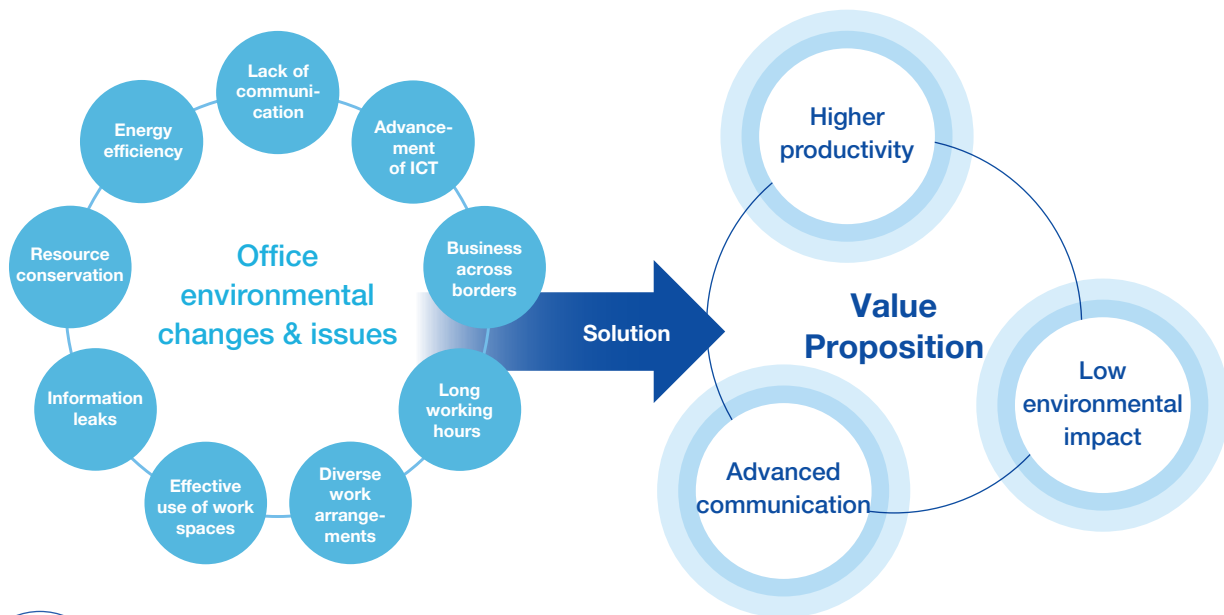 Lack of
communi-
cation
Advance-
ment
of ICT
Business
across
borders
Long
working
hours
Diverse
work
arrange-
ments
Effective
use of work
spaces
Information
leaks
Resource
conservation
Energy
efficiency
Office
environmental
changes & issues
Solution
Value
Proposition
Higher
productivity
Low
environmental
impact
Advanced
communication